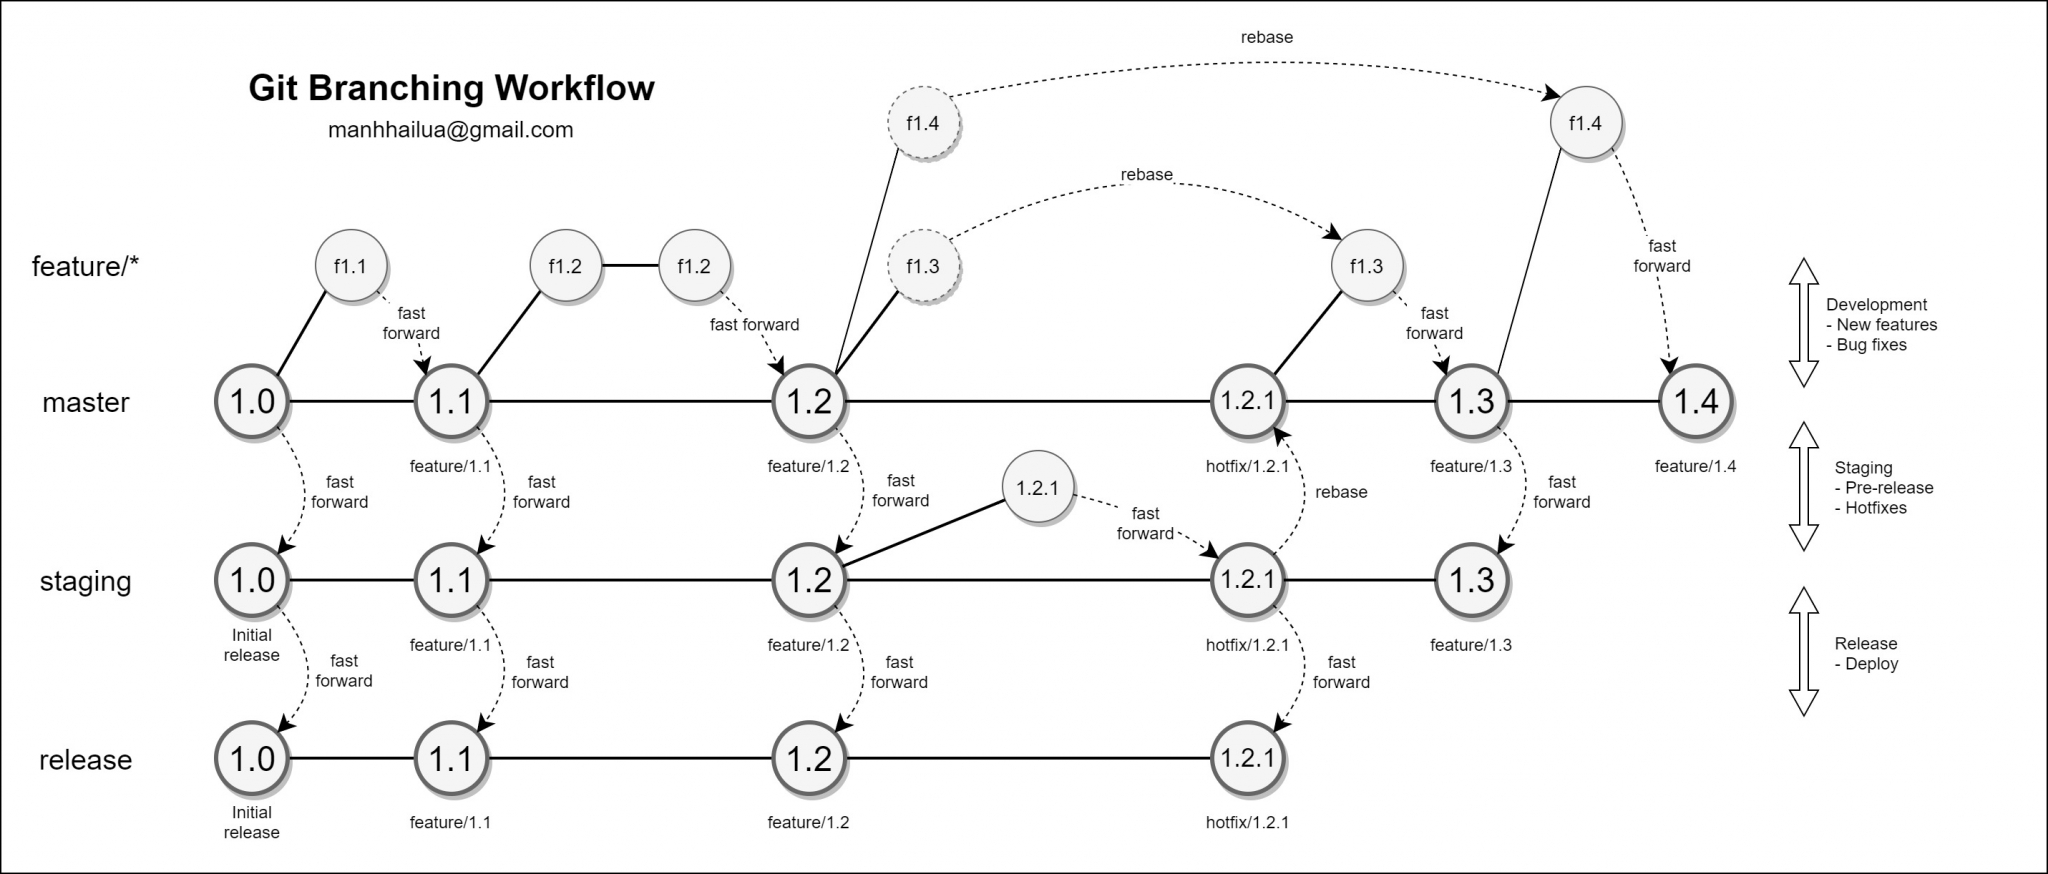 Git Branching Workflow
manhhailua@gmail.com
rebase
f1.4
f1.4
rebase
feature/*
f1.1
f1.2
f1.2
f1.3
f1.3
fast
forward
fast
forward
fast forward
fast
forward
Development
- New features
- Bug fixes
master
1.0
1.1
1.2
1.2.1
1.3
1.4
feature/1.1
feature/1.2
hotfix/1.2.1
feature/1.3
feature/1.4
fast
forward
fast
forward
fast
forward
1.2.1
fast
forward
rebase
fast
forward
Staging
- Pre-release
- Hotfixes
staging
1.0
1.1
1.2
1.2.1
1.3
Initial
release
feature/1.1
feature/1.2
hotfix/1.2.1
feature/1.3
fast
forward
fast
forward
fast
forward
fast
forward
Release
- Deploy
release
1.0
1.1
1.2
1.2.1
Initial
release
feature/1.1
feature/1.2
hotfix/1.2.1